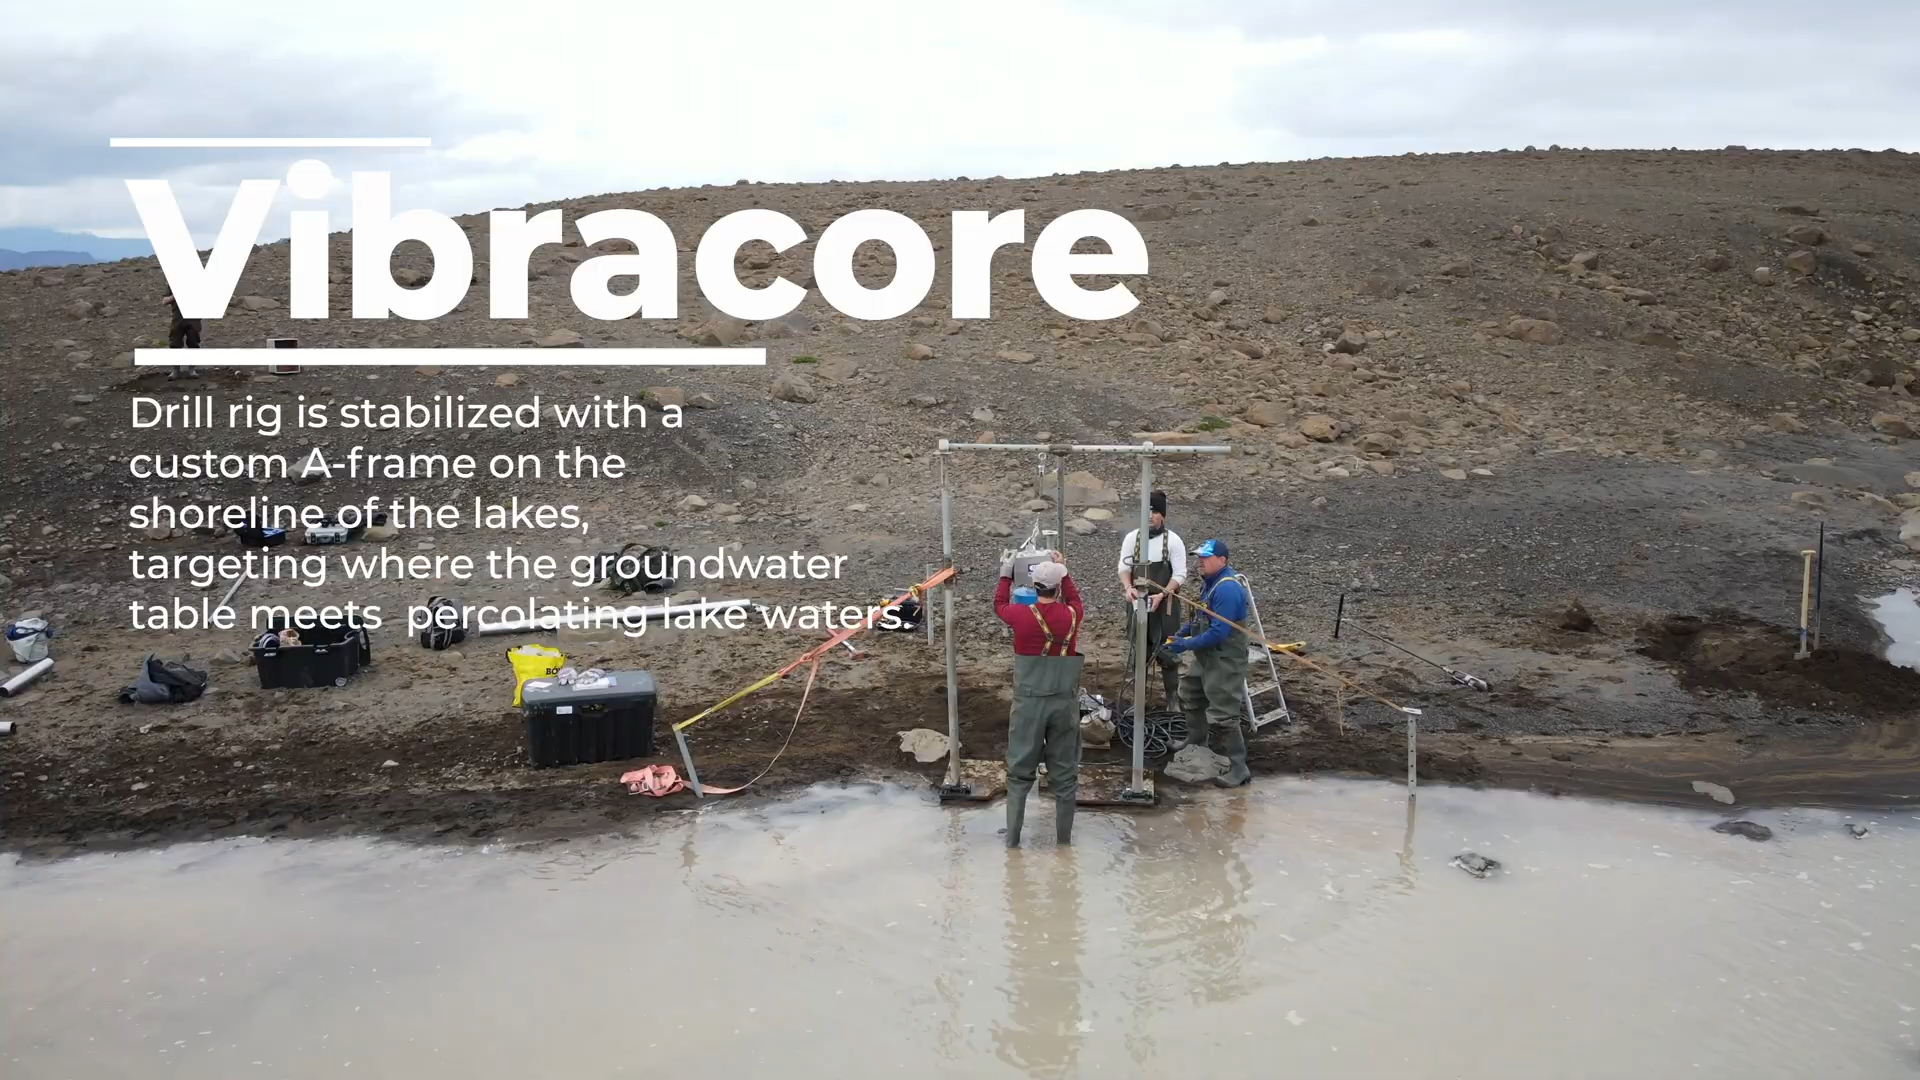 Vibracore
Drill rig is stabilized with a
custom A-frame on the
shoreline of the lakes,
targeting where the groundwater
table meets  percolating lake waters.